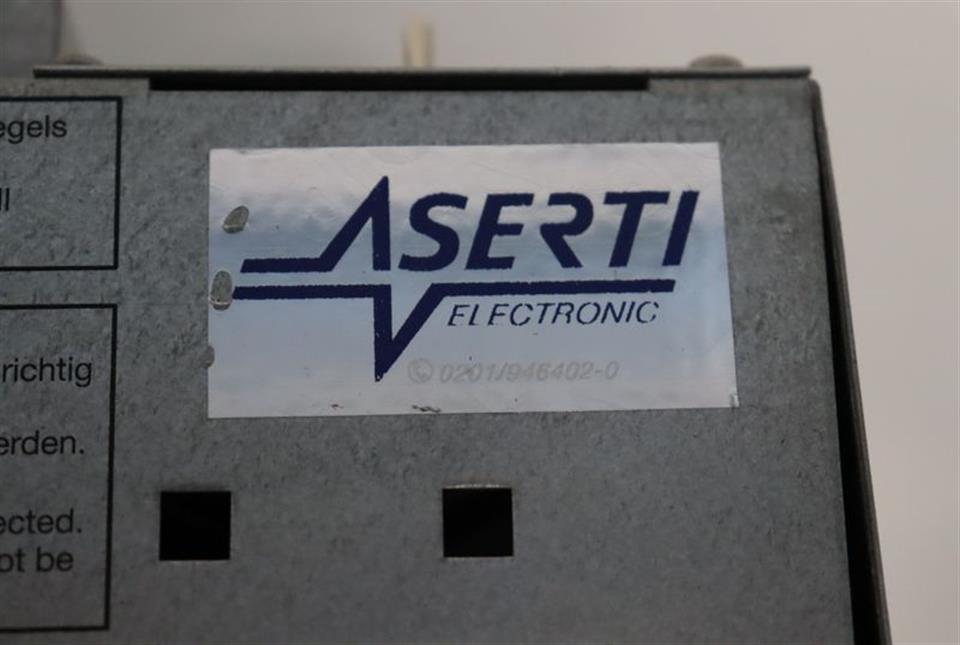 egels
ll
richtig
erden.
ected.
ot be
ASERTI
ELECTRONIC
✆ 0201/946402-0